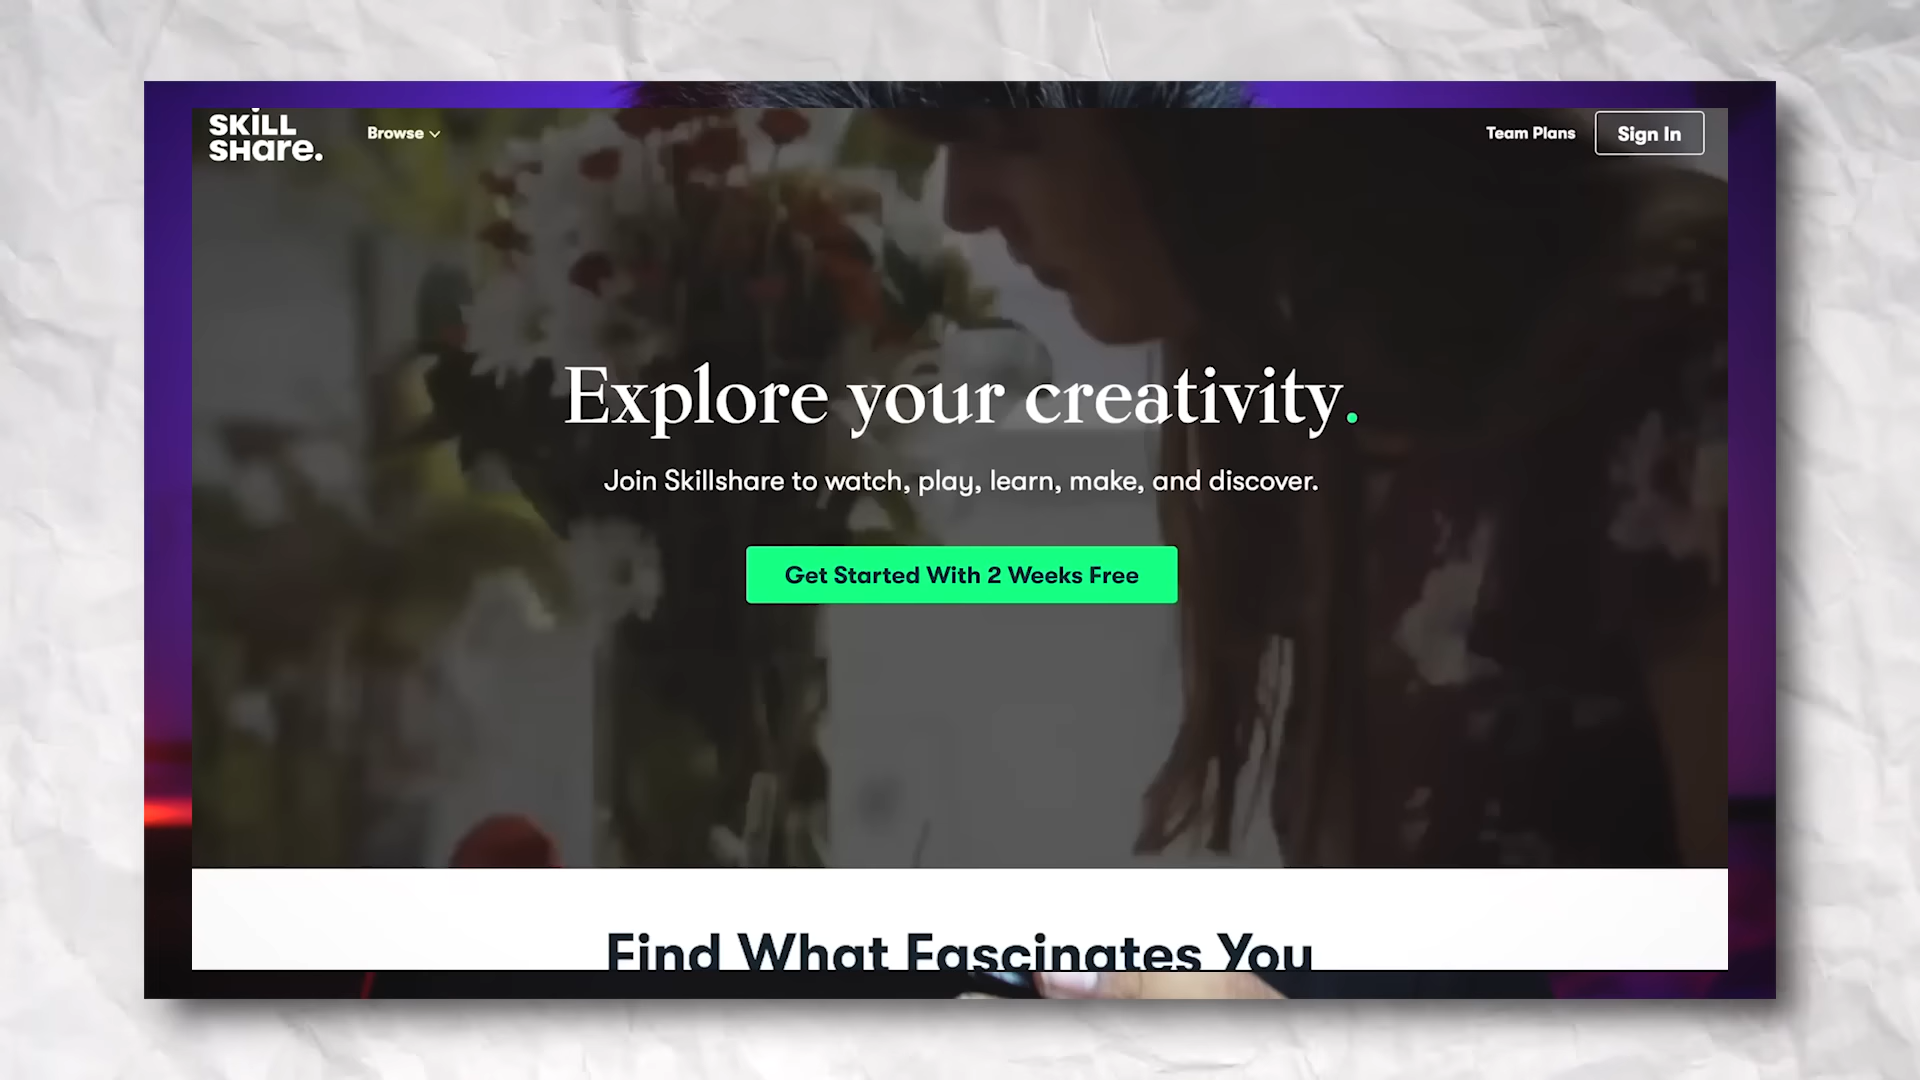 SKILL
SHare.
Browse
Team Plans
Sign In
Explore your creativity.
Join Skillshare to watch, play, learn, make, and discover.
Get Started With 2 Weeks Free
Find What Fascinates You